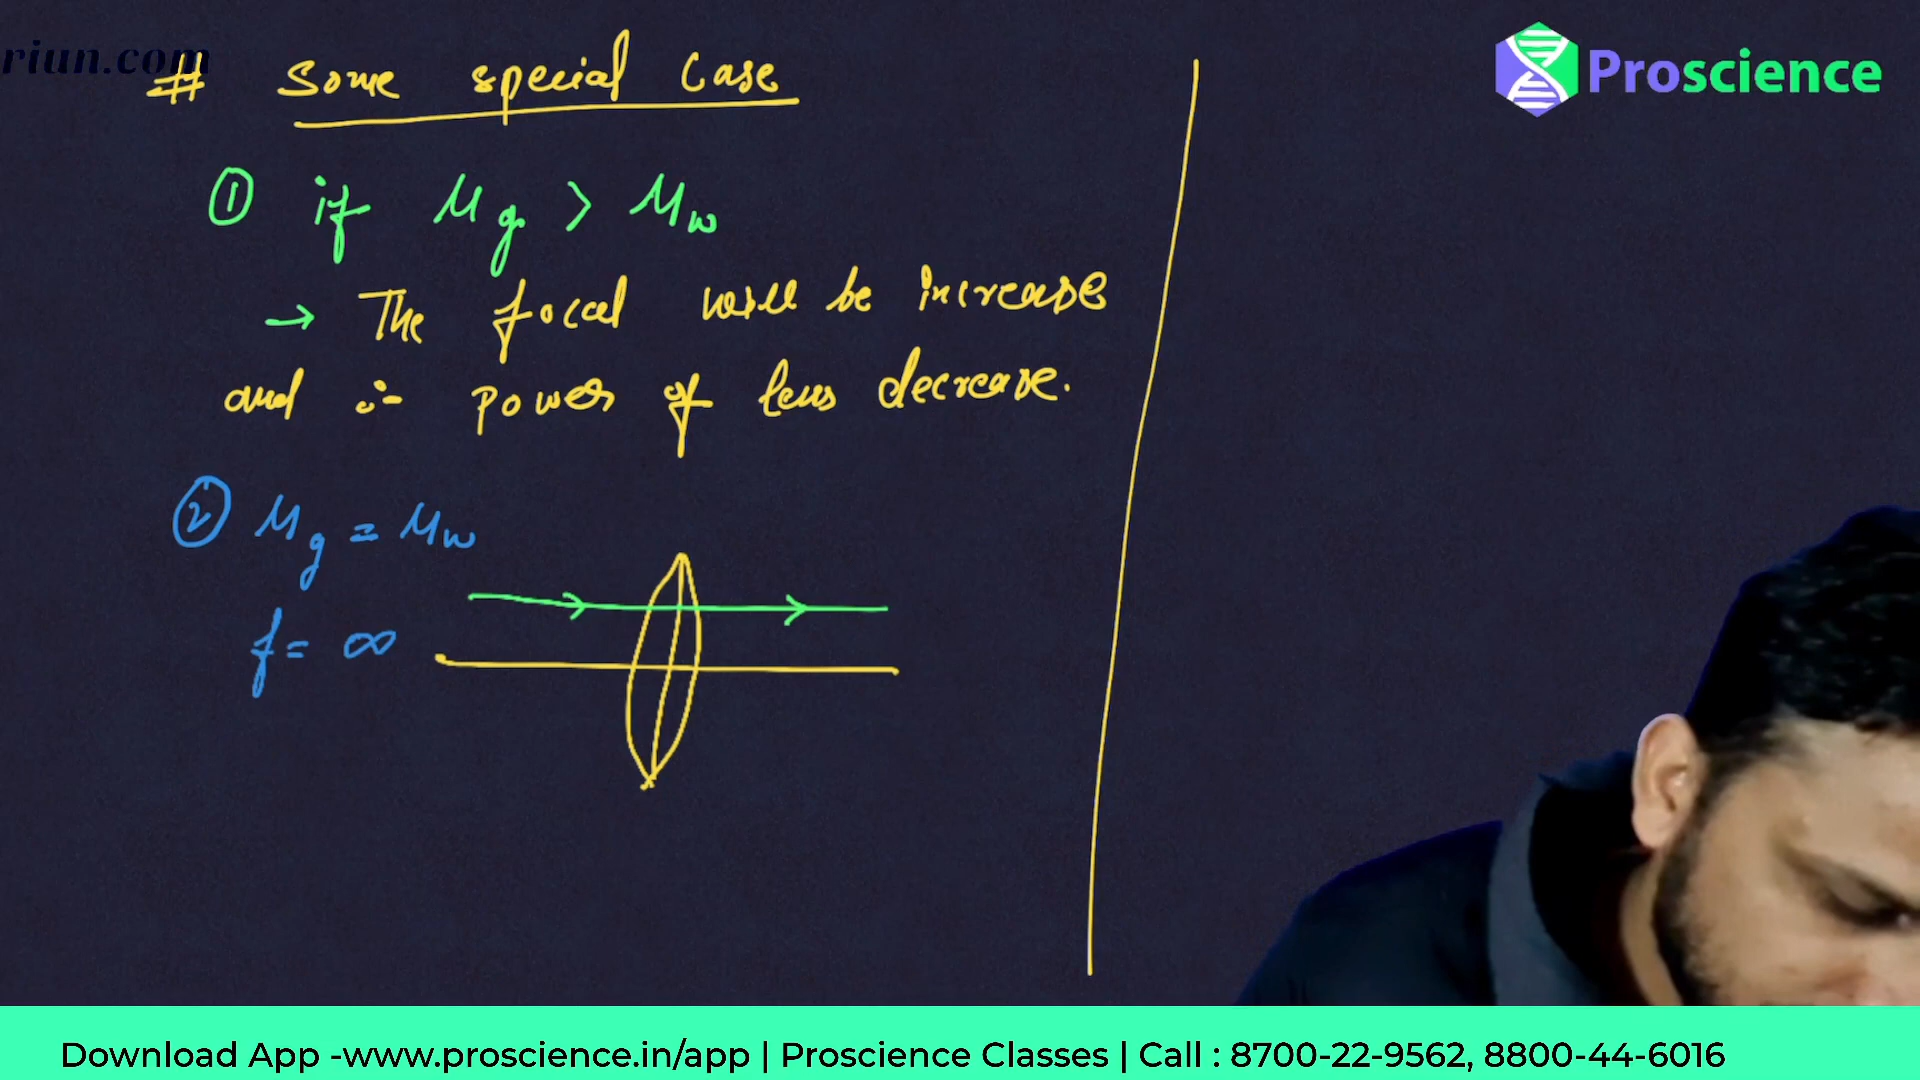 riun.com
# Some special Case
① if μg > μw
→ The focal will be increase
and ∴ power of lens decrease.
② μg = μw
f = ∞
Proscience
Download App -www.proscience.in/app | Proscience Classes | Call : 8700-22-9562, 8800-44-6016